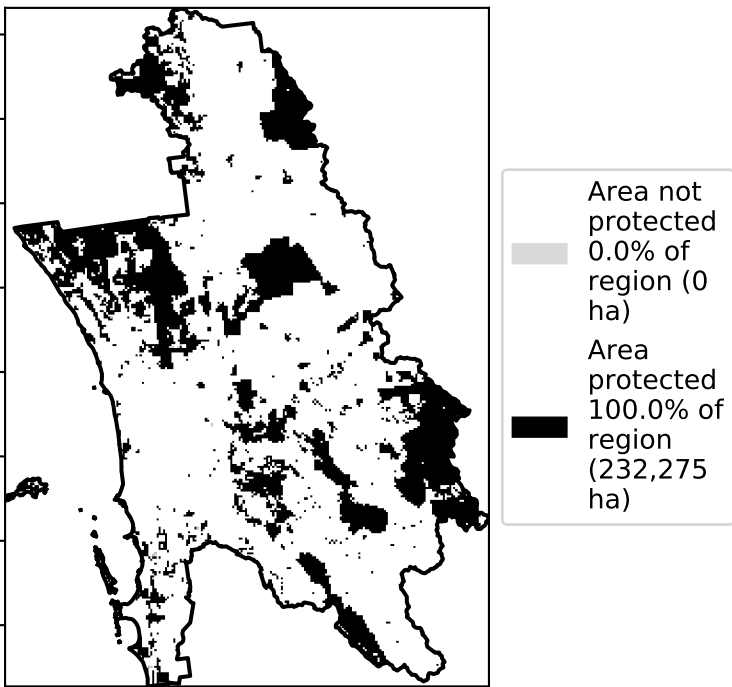 Area not
protected
0.0% of
region (0
ha)
Area
protected
100.0% of
region
(232,275
ha)